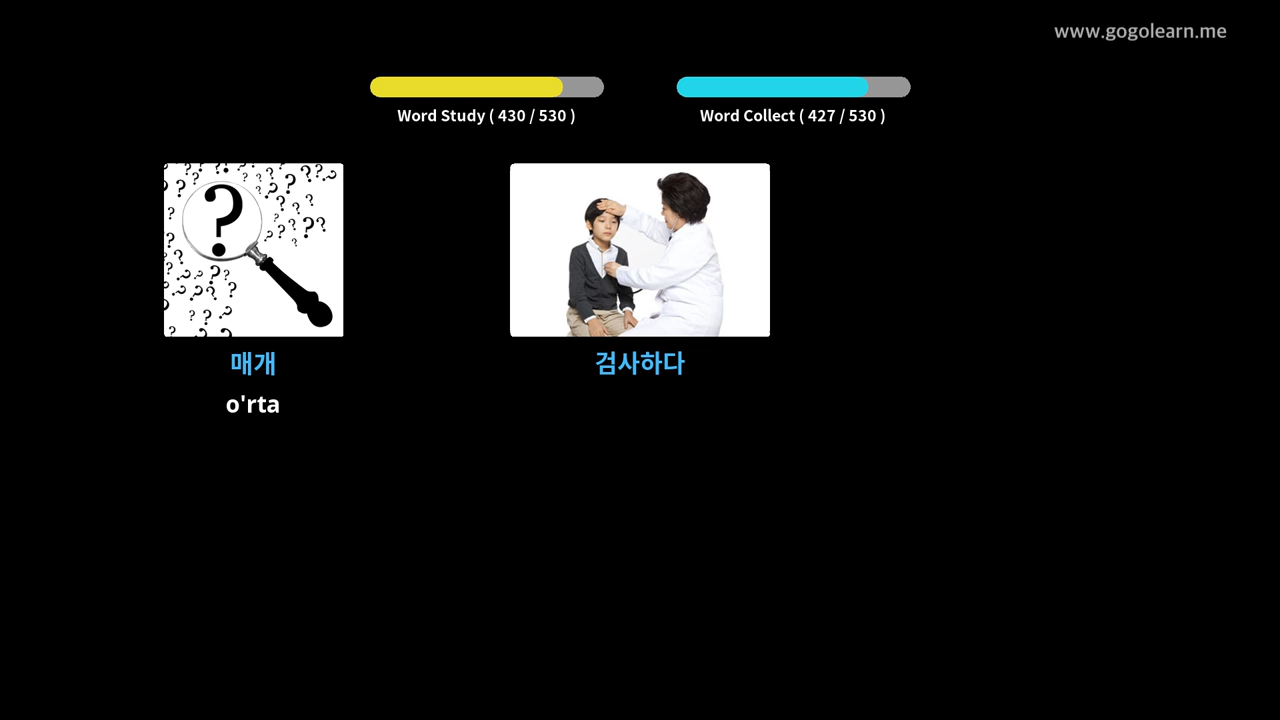 www.gogolearn.me
Word Study ( 430 / 530 )
Word Collect ( 427 / 530 )
매개
검사하다
o'rta